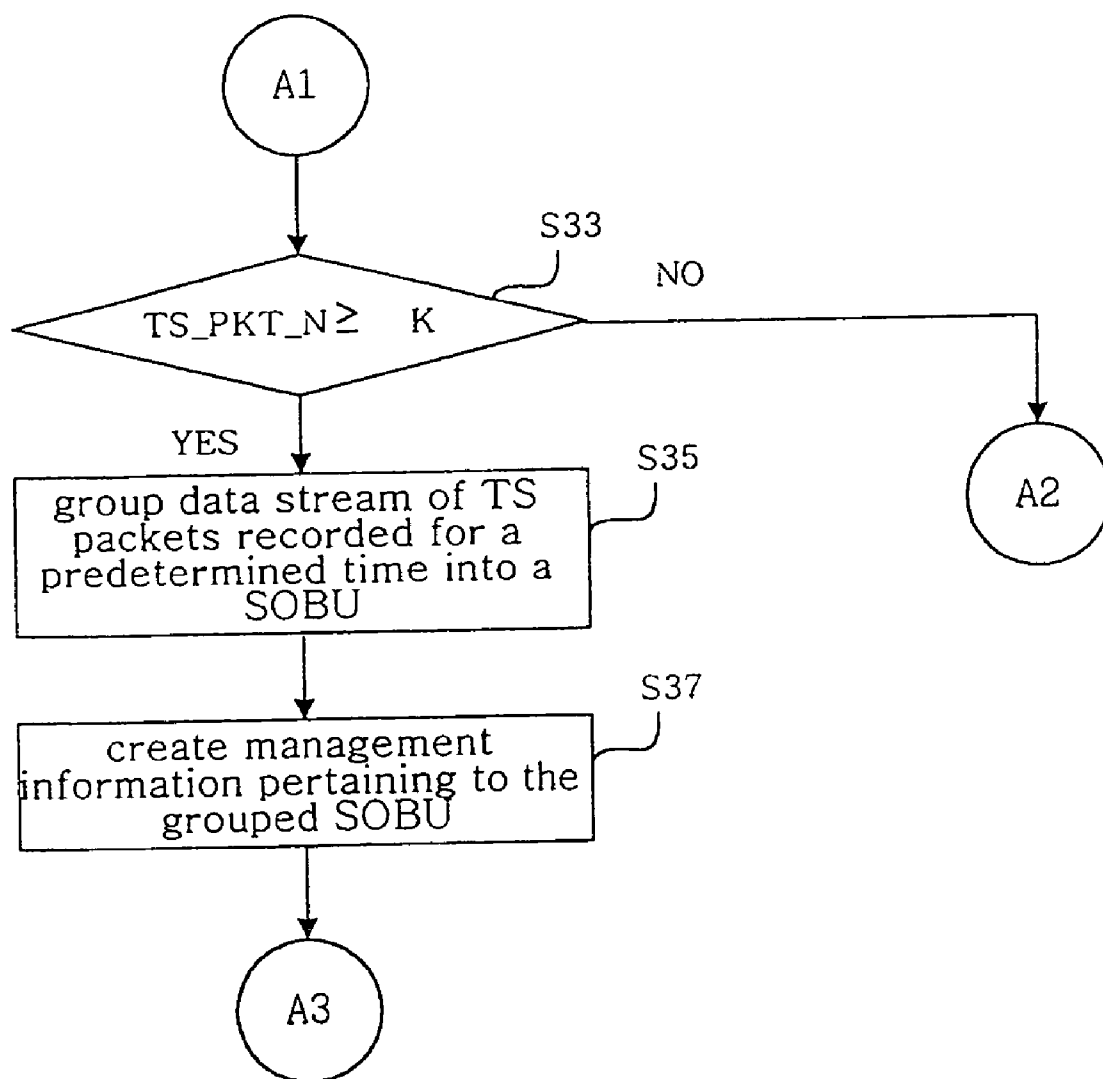 A1
S33
NO
TS_PKT_N ≥ K
YES
S35
A2
group data stream of TS
packets recorded for a
predetermined time into a
SOBU
S37
create management
information pertaining to the
grouped SOBU
A3